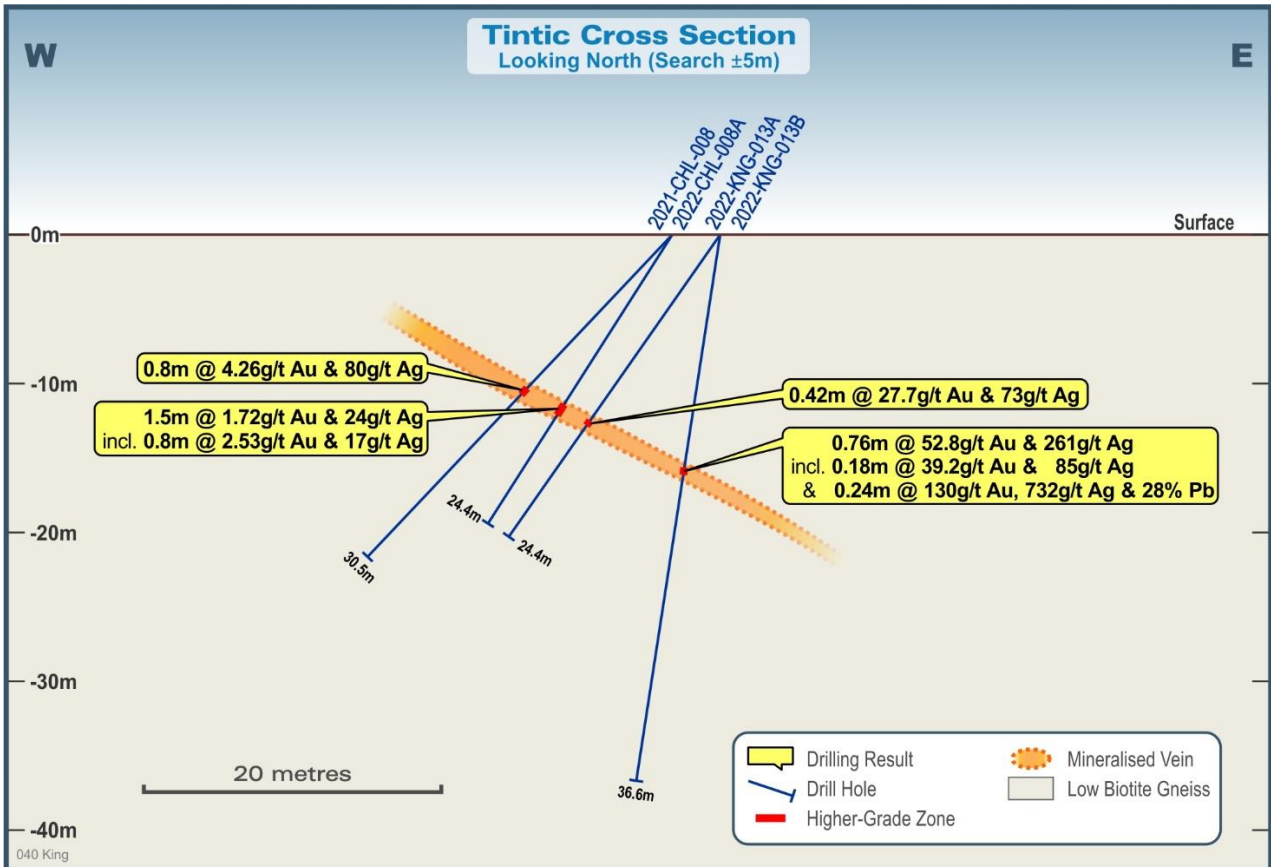 W
Tintic Cross Section
Looking North (Search ±5m)
E
2021-CHL-008
2022-CHL-008A
2022-KNG-013A
2022-KNG-013B
Surface
0m
-10m
-20m
-30m
-40m
0.8m @ 4.26g/t Au & 80g/t Ag
1.5m @ 1.72g/t Au & 24g/t Ag
incl. 0.8m @ 2.53g/t Au & 17g/t Ag
0.42m @ 27.7g/t Au & 73g/t Ag
0.76m @ 52.8g/t Au & 261g/t Ag
incl. 0.18m @ 39.2g/t Au & 85g/t Ag
& 0.24m @ 130g/t Au, 732g/t Ag & 28% Pb
30.5m
24.4m
24.4m
36.6m
20 metres
Drilling Result
Drill Hole
Higher-Grade Zone
Mineralised Vein
Low Biotite Gneiss
040 King